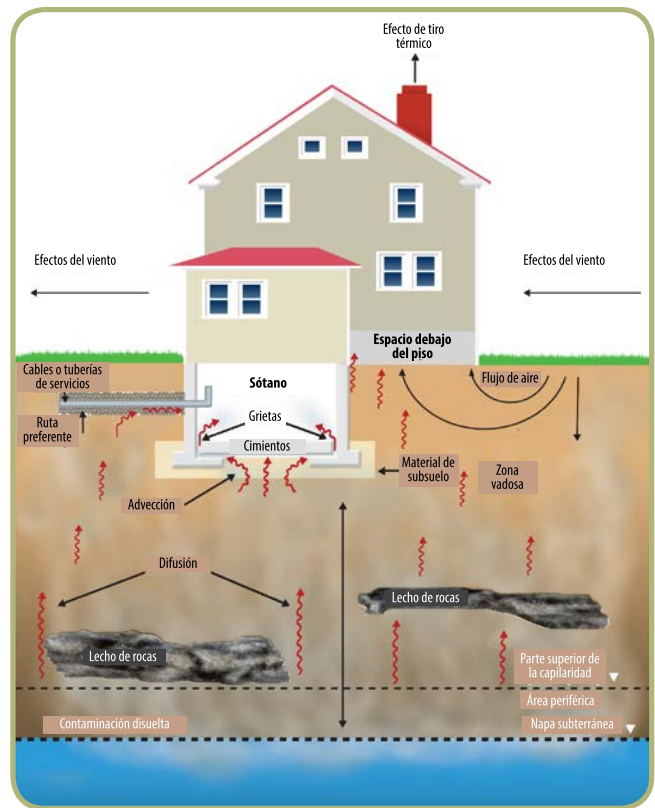 Efecto de tiro
térmico
Efectos del viento
Efectos del viento
Espacio debajo
del piso
Cables o tuberías
de servicios
Sótano
Flujo de aire
Grietas
Ruta
preferente
Cimientos
Material de
subsuelo
Zona
vadosa
Advección
Difusión
Lecho de rocas
Lecho de rocas
Parte superior de
la capilaridad
Área periférica
Contaminación disuelta
Napa subterránea